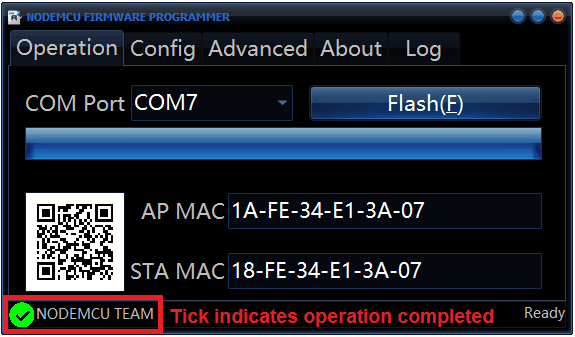 NODEMCU FIRMWARE PROGRAMMER
Operation Config Advanced About Log
COM Port COM7 Flash(F)
AP MAC 1A-FE-34-E1-3A-07
STA MAC 18-FE-34-E1-3A-07
NODEMCU TEAM Tick indicates operation completed Ready